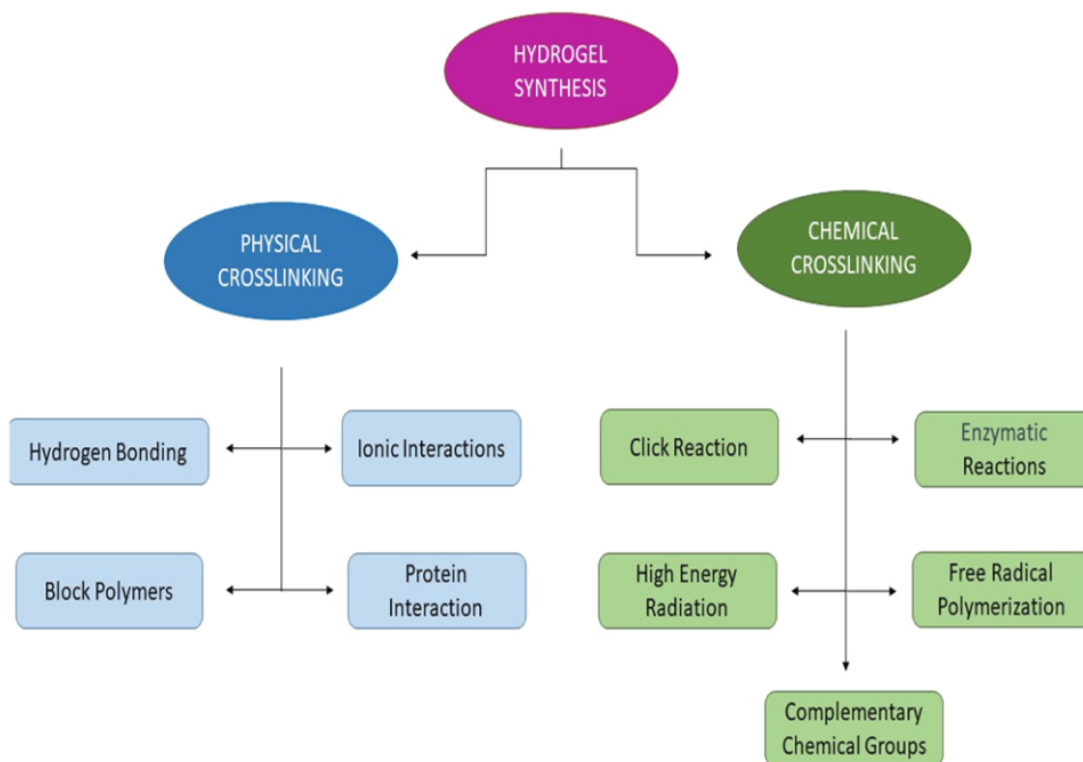 HYDROGEL
SYNTHESIS
PHYSICAL
CROSSLINKING
CHEMICAL
CROSSLINKING
Hydrogen Bonding
Ionic Interactions
Block Polymers
Protein
Interaction
Click Reaction
Enzymatic
Reactions
High Energy
Radiation
Free Radical
Polymerization
Complementary
Chemical Groups